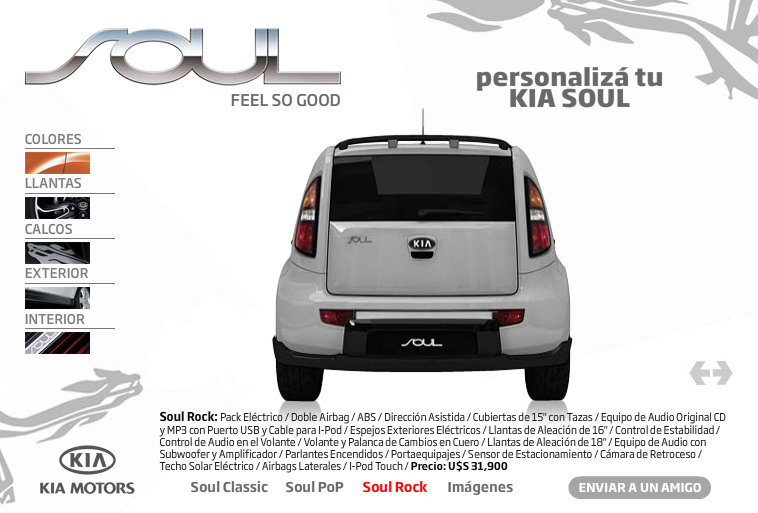 SOUL
FEEL SO GOOD
personalizá tu
KIA SOUL
COLORES
LLANTAS
CALCOS
EXTERIOR
INTERIOR
SOUL
KIA
SOUL
Soul Rock: Pack Eléctrico / Doble Airbag / ABS / Dirección Asistida / Cubiertas de 15" con Tazas / Equipo de Audio Original CD
y MP3 con Puerto USB y Cable para I-Pod / Espejos Exteriores Eléctricos / Llantas de Aleación de 16" / Control de Estabilidad /
Control de Audio en el Volante / Volante y Palanca de Cambios en Cuero / Llantas de Aleación de 18" / Equipo de Audio con
Subwoofer y Amplificador / Parlantes Encendidos / Portaequipajes / Sensor de Estacionamiento / Cámara de Retroceso /
Techo Solar Eléctrico / Airbags Laterales / I-Pod Touch / Precio: U$S 31,900
KIA
KIA MOTORS
Soul Classic Soul PoP Soul Rock Imágenes
ENVIAR A UN AMIGO